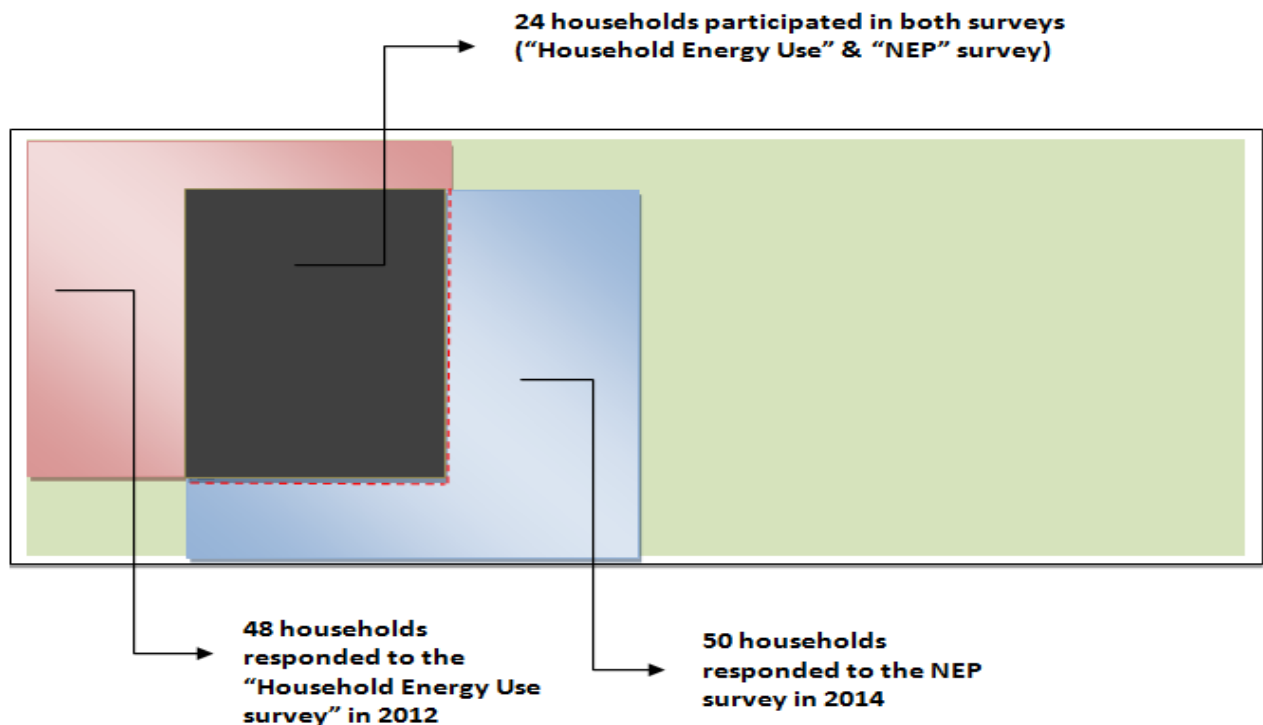 24 households participated in both surveys
(“Household Energy Use” & “NEP” survey)
48 households
responded to the
“Household Energy Use
survey” in 2012
50 households
responded to the NEP
survey in 2014